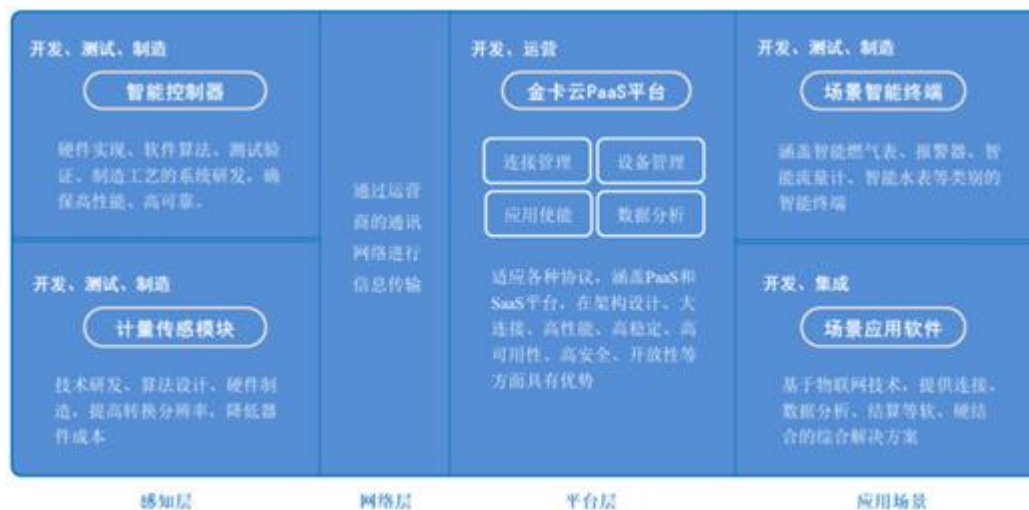 开发、测试、制造
智能控制器
硬件实现、软件算法、测试验
证、制造工艺的系统研发，确
保高性能、高可靠。
开发、测试、制造
计量传感模块
技术研发、算法设计、硬件制
造，提高转换分辨率，降低器
件成本
感知层
通过运营
商的通讯
网络进行
信息传输
网络层
开发、运营
金卡云PaaS平台
连接管理
设备管理
应用使能
数据分析
适应各种协议，涵盖PaaS和
SaaS平台，在架构设计、大
连接、高性能、高稳定、高
可用性、高安全、开放性等
方面具有优势
平台层
开发、测试、制造
场景智能终端
涵盖智能燃气表、报警器、智
能流量计、智能水表等类别的
智能终端
开发、集成
场景应用软件
基于物联网技术，提供连接、
数据分析、结算等软、硬结
合的综合解决方案
应用场景